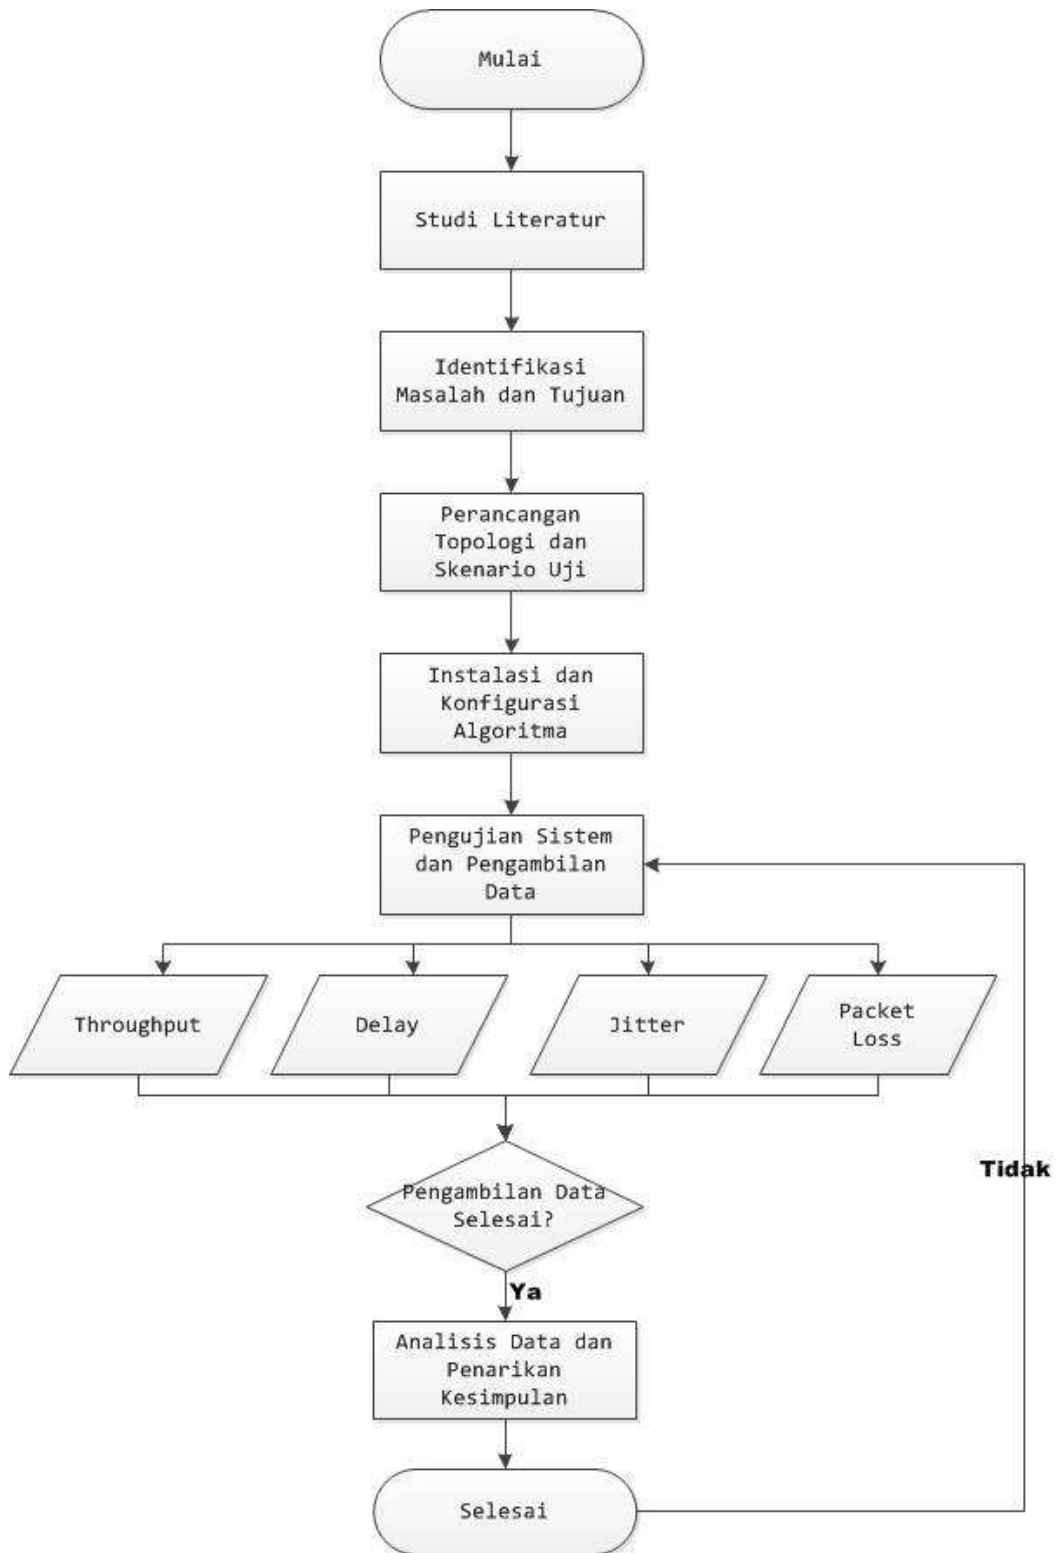 Mulai
Studi Literatur
Identifikasi
Masalah dan Tujuan
Perancangan
Topologi dan
Skenario Uji
Instalasi dan
Konfigurasi
Algoritma
Pengujian Sistem
dan Pengambilan
Data
Throughput
Delay
Jitter
Packet
Loss
Tidak
Pengambilan Data
Selesai?
Ya
Analisis Data dan
Penarikan
Kesimpulan
Selesai